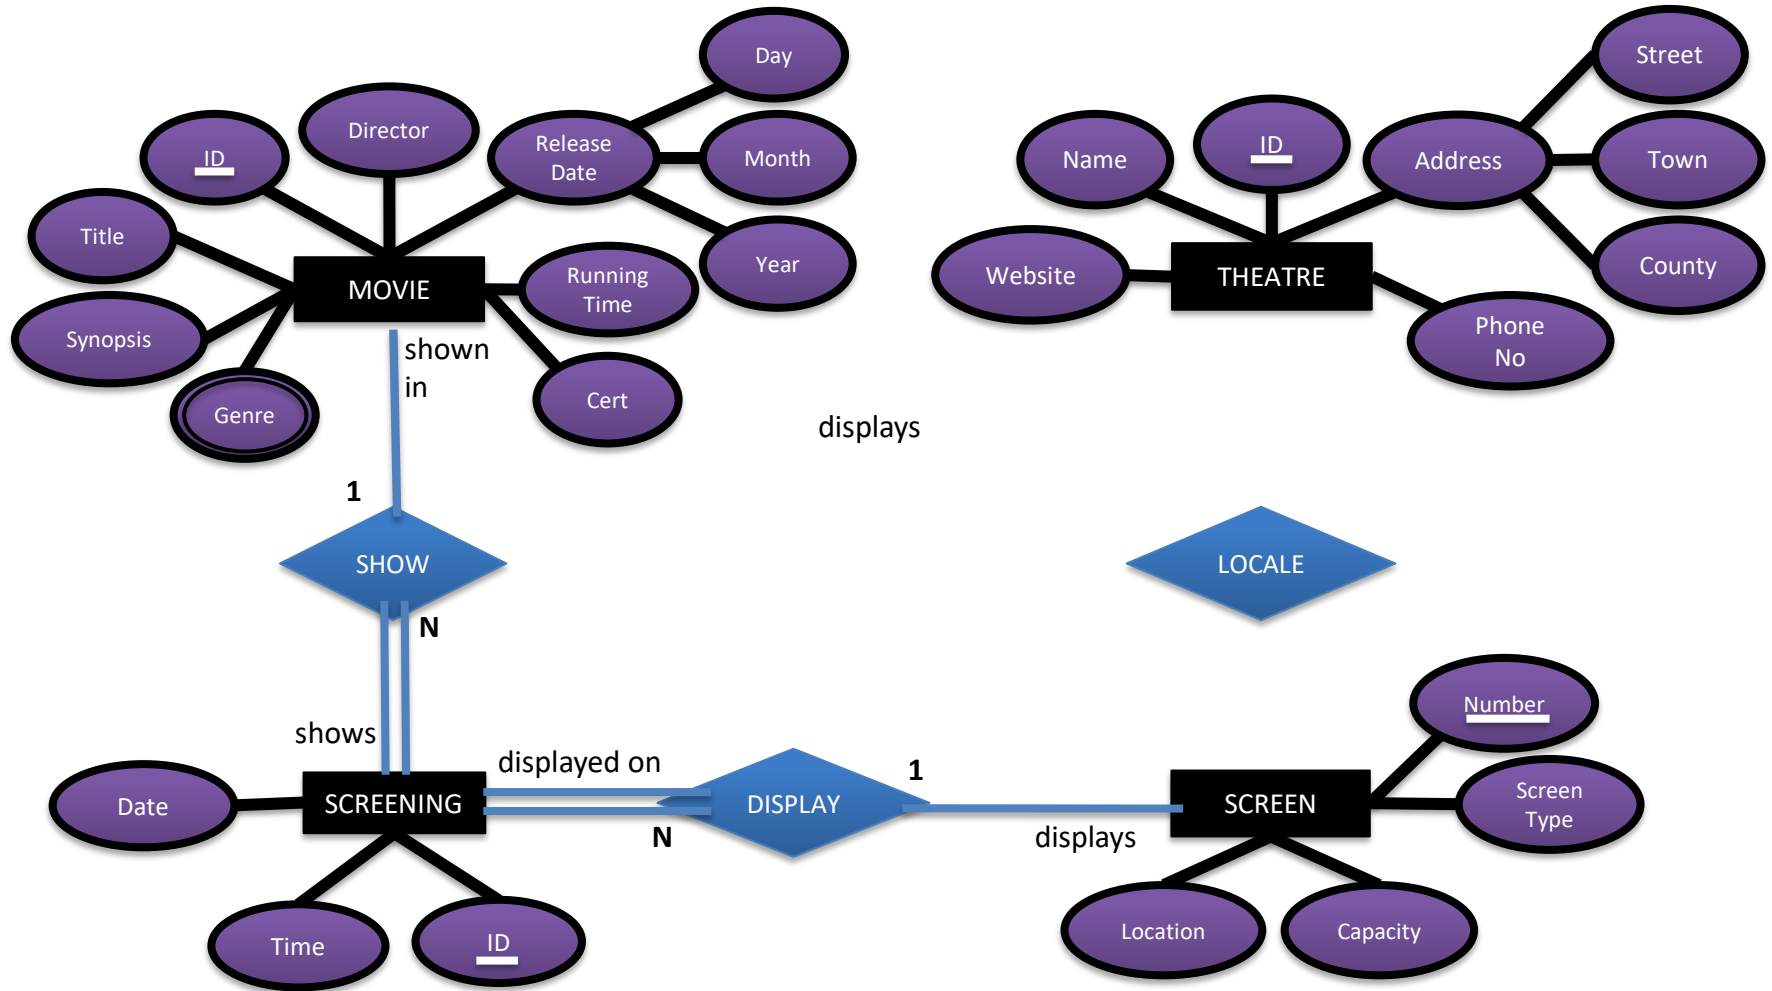 Day
Street
Director
Release
Date
ID
Month
Name
ID
Address
Town
Title
Year
Website
THEATRE
County
MOVIE
Running
Time
Synopsis
shown
in
Phone
No
Genre
Cert
displays
1
SHOW
LOCALE
N
shows
displayed on
Number
Date
SCREENING
N
DISPLAY
1
displays
SCREEN
Screen
Type
Time
ID
Location
Capacity